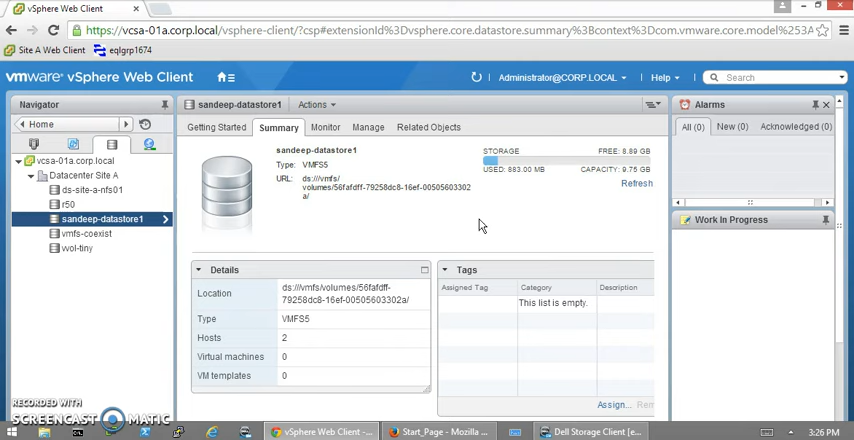 vSphere Web Client
https://vcsa-01a.corp.local/vsphere-client/?csp#extensionId%3Dvsphere.core.datastore.summary%3Bcontext%3Dcom.vmware.core.model%253A
Site A Web Client eqlgrp1674
vmware® vSphere Web Client
Administrator@CORP.LOCAL
Help
Search
Navigator
Home
vcsa-01a.corp.local
Datacenter Site A
ds-site-a-nfs01
r50
sandeep-datastore1
vmfs-coexist
vvol-tiny
sandeep-datastore1 Actions
Getting Started Summary Monitor Manage Related Objects
sandeep-datastore1
Type: VMFS5
URL: ds:///vmfs/
volumes/56fafdff-79258dc8-16ef-00505603302
a/
STORAGE FREE: 8.89 GB
USED: 883.00 MB CAPACITY: 9.75 GB
Refresh
Details
Location ds:///vmfs/volumes/56fafdff-
79258dc8-16ef-00505603302a/
Type VMFS5
Hosts 2
Virtual machines 0
VM templates 0
Tags
Assigned Tag Category Description
This list is empty.
Assign...
Alarms
All (0) New (0) Acknowledged (0)
Work In Progress
RECORDED WITH
SCREENCAST MATIC
vSphere Web Client -...
Start_Page - Mozilla ...
Dell Storage Client [e...
3:26 PM